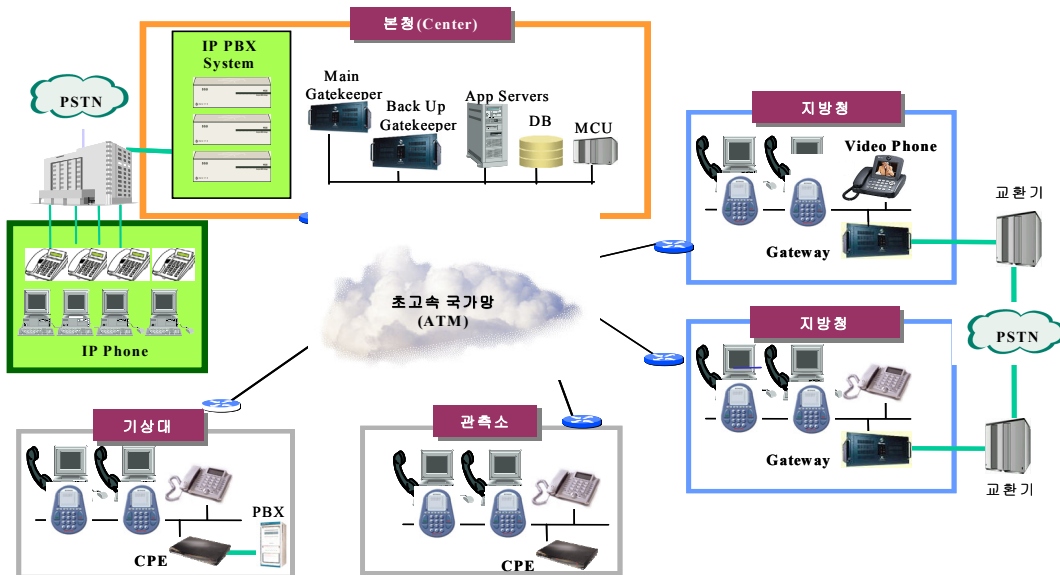 본청(Center)
IP PBX
System
Main
Gatekeeper
Back Up
Gatekeeper
App Servers
DB
MCU
PSTN
IP Phone
초고속 국가망
(ATM)
지방청
Video Phone
Gateway
교환기
지방청
Gateway
PSTN
교환기
기상대
PBX
CPE
관측소
CPE